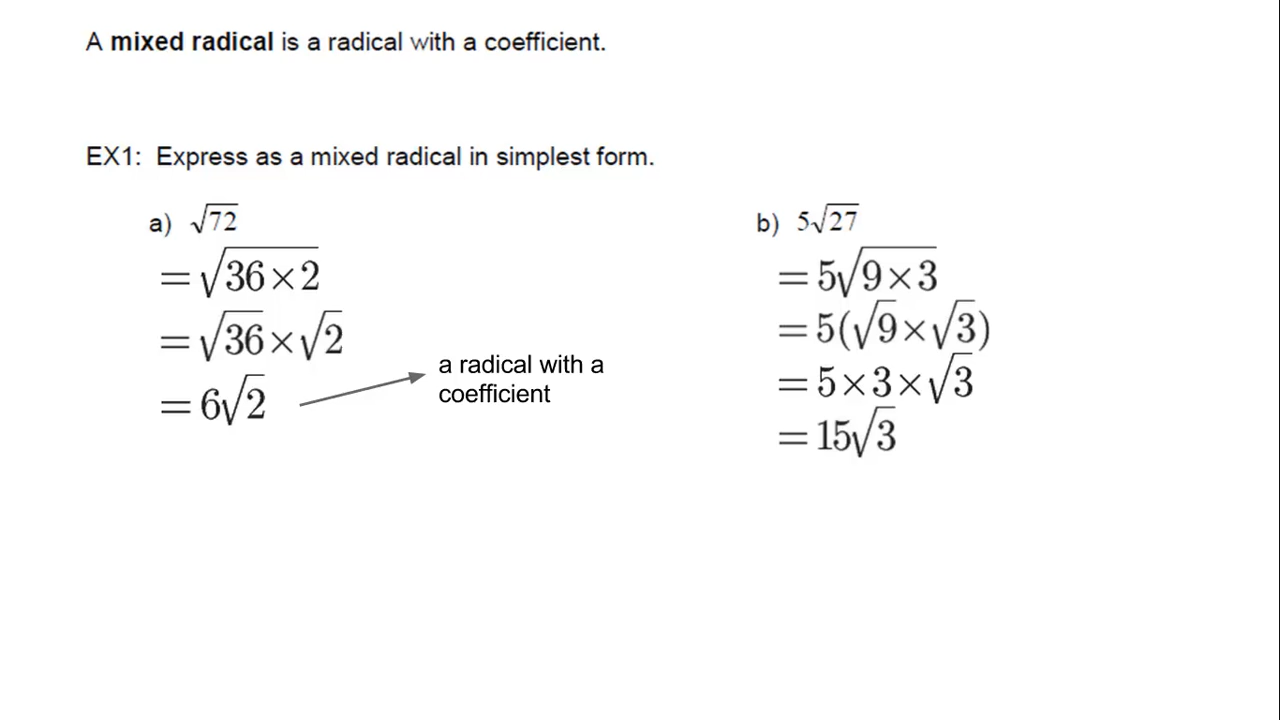 A mixed radical is a radical with a coefficient.
EX1: Express as a mixed radical in simplest form.
a) √72
= √36×2
= √36×√2
= 6√2
a radical with a
coefficient
b) 5√27
= 5√9×3
= 5(√9×√3)
= 5×3×√3
= 15√3